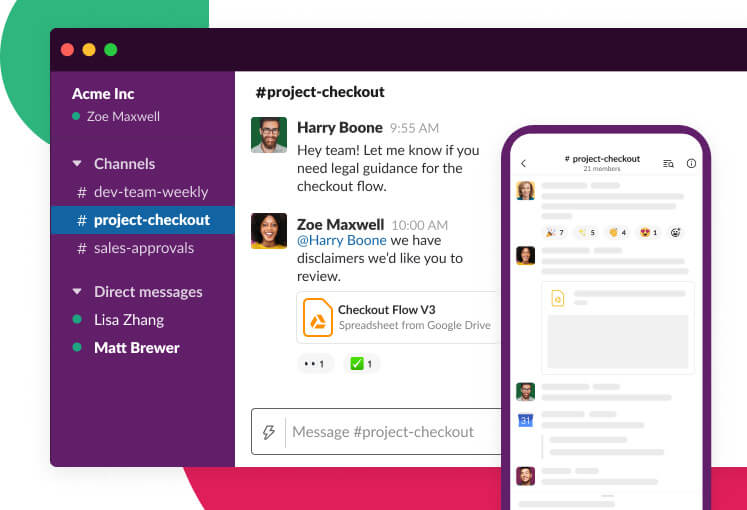 Acme Inc
Zoe Maxwell
Channels
# dev-team-weekly
# project-checkout
# sales-approvals
Direct messages
Lisa Zhang
Matt Brewer
#project-checkout
Harry Boone 9:55 AM
Hey team! Let me know if you
need legal guidance for the
checkout flow.
Zoe Maxwell 10:00 AM
@Harry Boone we have
disclaimers we’d like you to
review.
Checkout Flow V3
Spreadsheet from Google Drive
1
1
Message #project-checkout
# project-checkout
21 members
7
5
4
1
31